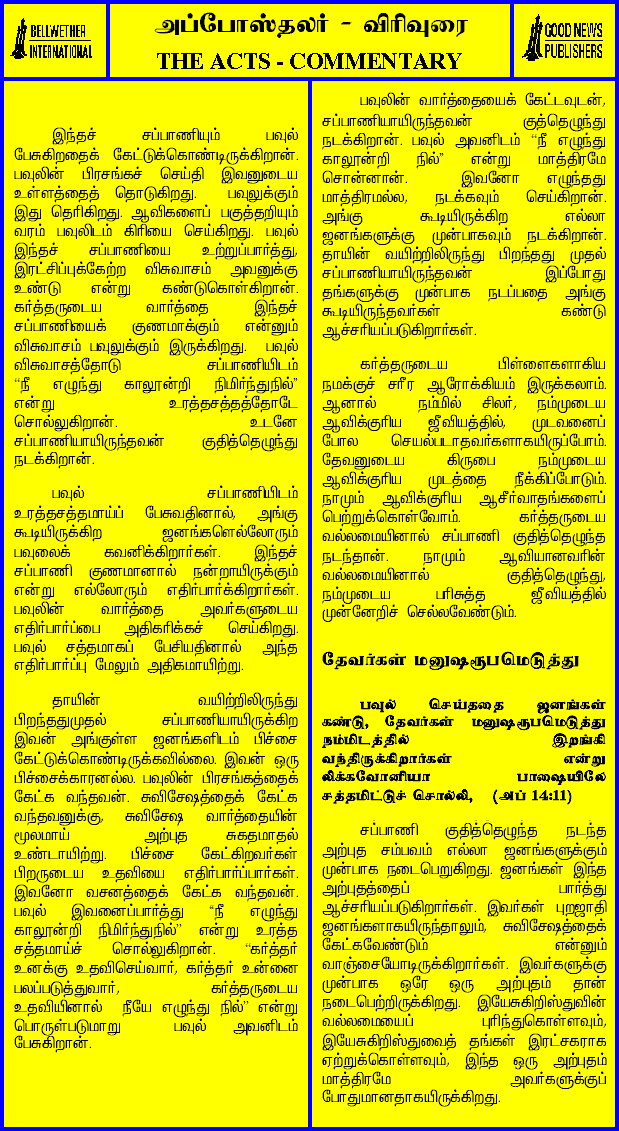 BELLWETHER
INTERNATIONAL
அப்போஸ்தலர் - விரிவுரை
THE ACTS - COMMENTARY
GOOD NEWS
PUBLISHERS
இந்தச் சப்பாணியும் பவுல்
பேசுகிறதைக் கேட்டுக்கொண்டிருக்கிறான்.
பவுலின் பிரசங்கச் செய்தி இவனுடைய
உள்ளத்தைத் தொடுகிறது. பவுலுக்கும்
இது தெரிகிறது. ஆவிகளைப் பகுத்தறியும்
வரம் பவுலிடம் கிரியை செய்கிறது. பவுல்
இந்தச் சப்பாணியை உற்றுப்பார்த்து,
இரட்சிப்புக்கேற்ற விசுவாசம் அவனுக்கு
உண்டு என்று கண்டுகொள்கிறான்.
கர்த்தருடைய வார்த்தை இந்தச்
சப்பாணியைக் குணமாக்கும் என்னும்
விசுவாசம் பவுலுக்கும் இருக்கிறது. பவுல்
விசுவாசத்தோடு சப்பாணியிடம்
“நீ எழுந்து காலூன்றி நிமிர்ந்துநில்”
என்று உரத்தசத்தத்தோடே
சொல்லுகிறான். உடனே
சப்பாணியாயிருந்தவன் குதித்தெழுந்து
நடக்கிறான்.
பவுல் சப்பாணியிடம்
உரத்தசத்தமாய்ப் பேசுவதினால், அங்கு
கூடியிருக்கிற ஜனங்களெல்லோரும்
பவுலைக் கவனிக்கிறார்கள். இந்தச்
சப்பாணி குணமானால் நன்றாயிருக்கும்
என்று எல்லோரும் எதிர்பார்க்கிறார்கள்.
பவுலின் வார்த்தை அவர்களுடைய
எதிர்பார்ப்பை அதிகரிக்கச் செய்கிறது.
பவுல் சத்தமாகப் பேசியதினால் அந்த
எதிர்பார்ப்பு மேலும் அதிகமாயிற்று.
தாயின் வயிற்றிலிருந்து
பிறந்ததுமுதல் சப்பாணியாயிருக்கிற
இவன் அங்குள்ள ஜனங்களிடம் பிச்சை
கேட்டுக்கொண்டிருக்கவில்லை. இவன் ஒரு
பிச்சைக்காரனல்ல. பவுலின் பிரசங்கத்தைக்
கேட்க வந்தவன். சுவிசேஷத்தைக் கேட்க
வந்தவனுக்கு, சுவிசேஷ வார்த்தையின்
மூலமாய் அற்புத சுகதமாதல்
உண்டாயிற்று. பிச்சை கேட்கிறவர்கள்
பிறருடைய உதவியை எதிர்பார்ப்பார்கள்.
இவனோ வசனத்தைக் கேட்க வந்தவன்.
பவுல் இவனைப்பார்த்து “நீ எழுந்து
காலூன்றி நிமிர்ந்துநில்” என்று உரத்த
சத்தமாய்ச் சொல்லுகிறான். “கர்த்தர்
உனக்கு உதவிசெய்வார், கர்த்தர் உன்னை
பலப்படுத்துவார், கர்த்தருடைய
உதவியினால் நீயே எழுந்து நில்” என்று
பொருள்படுமாறு பவுல் அவனிடம்
பேசுகிறான்.
பவுலின் வார்த்தையைக் கேட்டவுடன்,
சப்பாணியாயிருந்தவன் குத்தெழுந்து
நடக்கிறான். பவுல் அவனிடம் “நீ எழுந்து
காலூன்றி நில்” என்று மாத்திரமே
சொன்னான். இவனோ எழுந்தது
மாத்திரமல்ல, நடக்கவும் செய்கிறான்.
அங்கு கூடியிருக்கிற எல்லா
ஜனங்களுக்கு முன்பாகவும் நடக்கிறான்.
தாயின் வயிற்றிலிருந்து பிறந்தது முதல்
சப்பாணியாயிருந்தவன் இப்போது
தங்களுக்கு முன்பாக நடப்பதை அங்கு
கூடியிருந்தவர்கள் கண்டு
ஆச்சரியப்படுகிறார்கள்.
கர்த்தருடைய பிள்ளைகளாகிய
நமக்குச் சரீர ஆரோக்கியம் இருக்கலாம்.
ஆனால் நம்மில் சிலர், நம்முடைய
ஆவிக்குரிய ஜீவியத்தில், முடவனைப்
போல செயல்படாதவர்களாகயிருப்போம்.
தேவனுடைய கிருபை நம்முடைய
ஆவிக்குரிய முடத்தை நீக்கிப்போடும்.
நாமும் ஆவிக்குரிய ஆசீர்வாதங்களைப்
பெற்றுக்கொள்வோம். கர்த்தருடைய
வல்லமையினால் சப்பாணி குதித்தெழுந்த
நடந்தான். நாமும் ஆவியானவரின்
வல்லமையினால் குதித்தெழுந்து,
நம்முடைய பரிசுத்த ஜீவியத்தில்
முன்னேறிச் செல்லவேண்டும்.
தேவர்கள் மனுஷரூபமெடுத்து
பவுல் செய்ததை ஜனங்கள்
கண்டு, தேவர்கள் மனுஷரூபமெடுத்து
நம்மிடத்தில் இறங்கி
வந்திருக்கிறார்கள் என்று
லிக்கவோனியா பாஷையிலே
சத்தமிட்டுச் சொல்லி, (அப் 14:11)
சப்பாணி குதித்தெழுந்த நடந்த
அற்புத சம்பவம் எல்லா ஜனங்களுக்கும்
முன்பாக நடைபெறுகிறது. ஜனங்கள் இந்த
அற்புதத்தைப் பார்த்து
ஆச்சரியப்படுகிறார்கள். இவர்கள் புறஜாதி
ஜனங்களாகயிருந்தாலும், சுவிசேஷத்தைக்
கேட்கவேண்டும் என்னும்
வாஞ்சையோடிருக்கிறார்கள். இவர்களுக்கு
முன்பாக ஒரே ஒரு அற்புதம் தான்
நடைபெற்றிருக்கிறது. இயேசுகிறிஸ்துவின்
வல்லமையைப் புரிந்துகொள்ளவும்,
இயேசுகிறிஸ்துவைத் தங்கள் இரட்சகராக
ஏற்றுக்கொள்ளவும், இந்த ஒரு அற்புதம்
மாத்திரமே அவர்களுக்குப்
போதுமானதாகயிருக்கிறது.